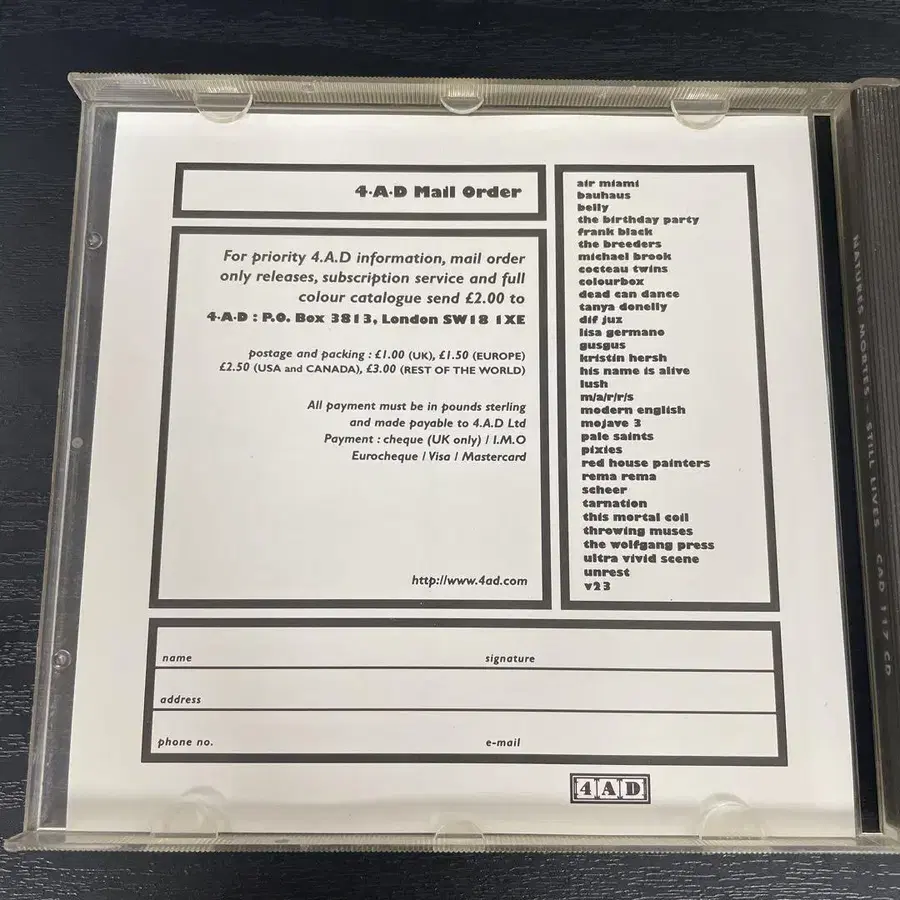 4·A·D Mail Order
For priority 4.A.D information, mail order
only releases, subscription service and full
colour catalogue send £2.00 to
4·A·D : P.O. Box 3813, London SW18 1XE
postage and packing : £1.00 (UK), £1.50 (EUROPE)
£2.50 (USA and CANADA), £3.00 (REST OF THE WORLD)
All payment must be in pounds sterling
and made payable to 4.A.D Ltd
Payment : cheque (UK only) / I.M.O
Eurocheque / Visa / Mastercard
http://www.4ad.com
air miami
bauhaus
belly
the birthday party
frank black
the breeders
michael brook
cocteau twins
colourbox
dead can dance
tanya donelly
dif juz
lisa germano
gusgus
kristin hersh
his name is alive
lush
m/a/r/r/s
modern english
mojave 3
pale saints
pixies
red house painters
rema rema
scheer
tarnation
this mortal coil
throwing muses
the wolfgang press
ultra vivid scene
unrest
v23
name signature
address
phone no. e-mail
4 A D
NATURES MORTES - STILL LIVES CAD 117 CD